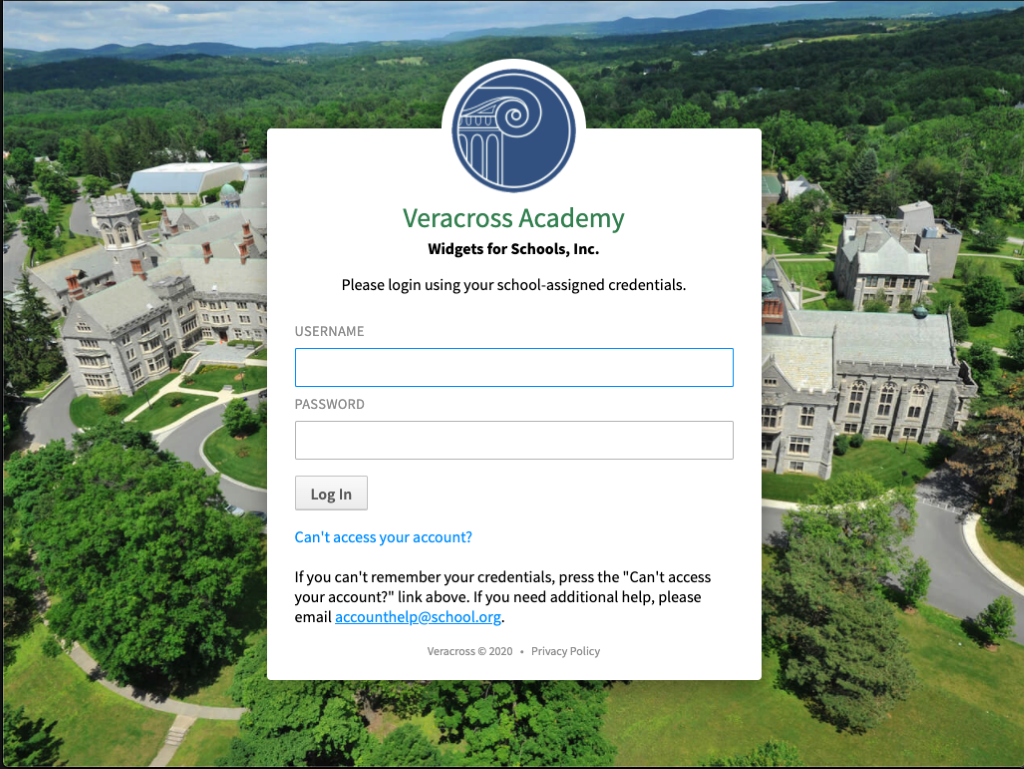 Veracross Academy
Widgets for Schools, Inc.
Please login using your school-assigned credentials.
USERNAME
PASSWORD
Log In
Can't access your account?
If you can't remember your credentials, press the "Can't access
your account?" link above. If you need additional help, please
email accounthelp@school.org.
Veracross © 2020 • Privacy Policy